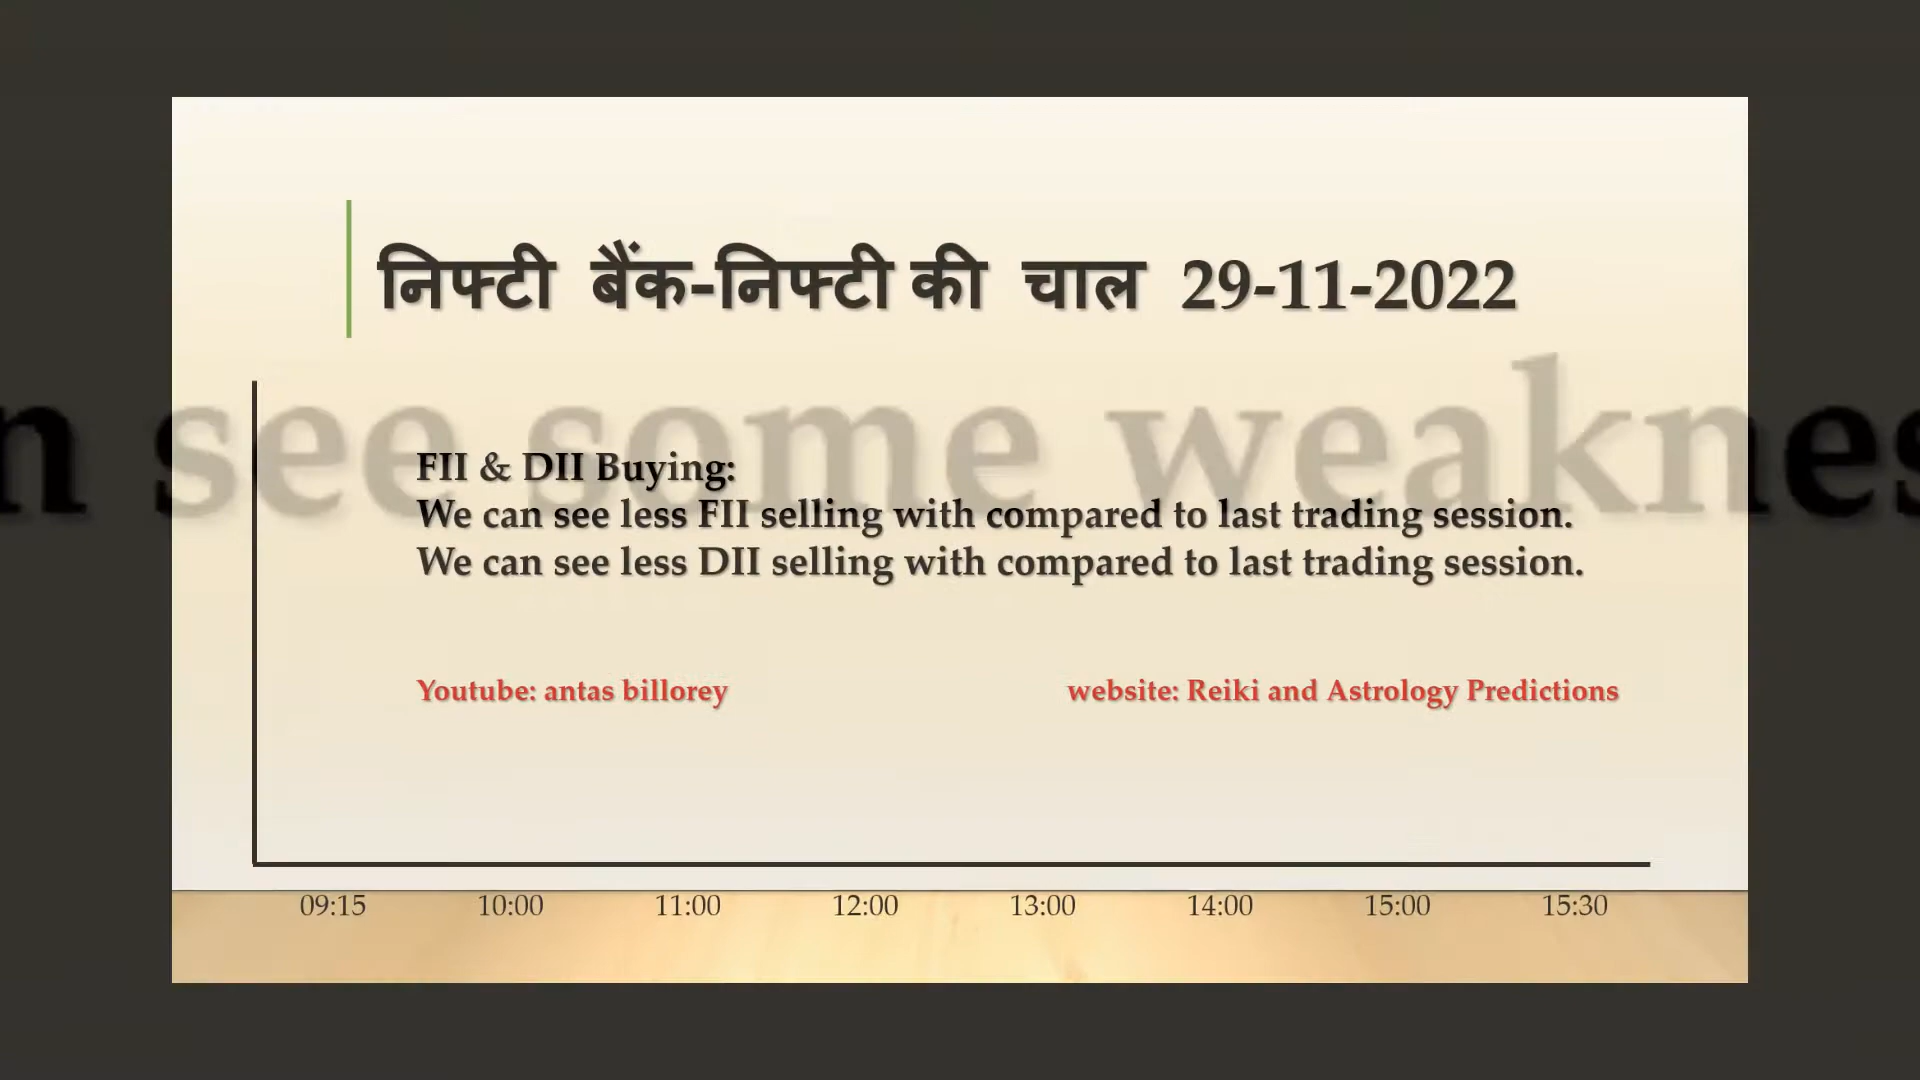 निफ्टी बैंक-निफ्टी की चाल 29-11-2022
see some
FII & DII Buying:
We can see less FII selling with compared to last trading session.
We can see less DII selling with compared to last trading session.
Youtube: antas billorey
website: Reiki and Astrology Predictions
09:15 10:00 11:00 12:00 13:00 14:00 15:00 15:30